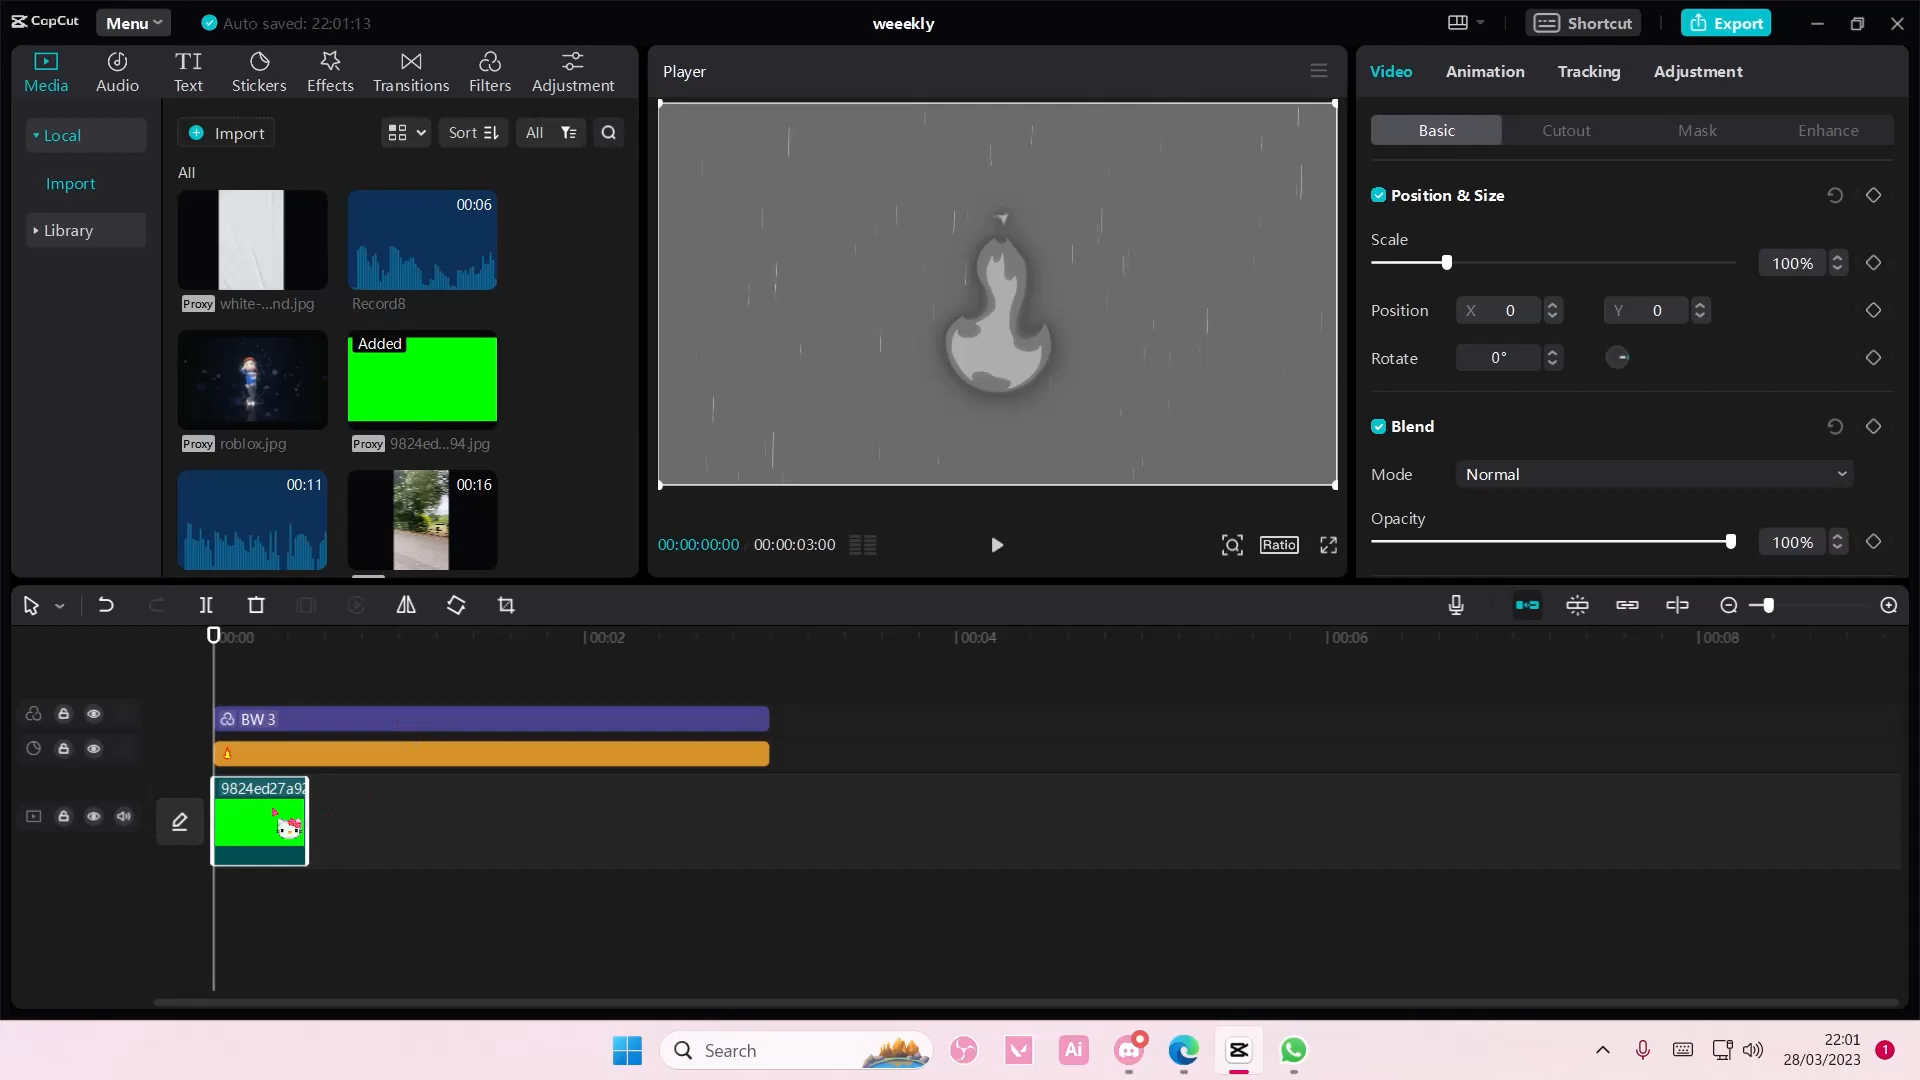 CapCut
Menu
Auto saved: 22:01:13
weeekly
Shortcut
Export
Media
Audio
TI
Text
Stickers
Effects
Transitions
Filters
Adjustment
Player
Video
Animation
Tracking
Adjustment
Local
Import
Library
Import
Sort
All
All
Proxy white-...nd.jpg
00:06
Record8
Proxy roblox.jpg
Added
Proxy 9824ed...94.jpg
00:11
00:16
00:00:00:00
00:00:03:00
Ratio
Basic
Cutout
Mask
Enhance
Position & Size
Scale
100%
Position
X 0
Y 0
Rotate
0°
Blend
Mode
Normal
Opacity
100%
00:00
00:02
00:04
00:06
00:08
BW 3
9824ed27a92
Search
Ai
22:01
28/03/2023
1